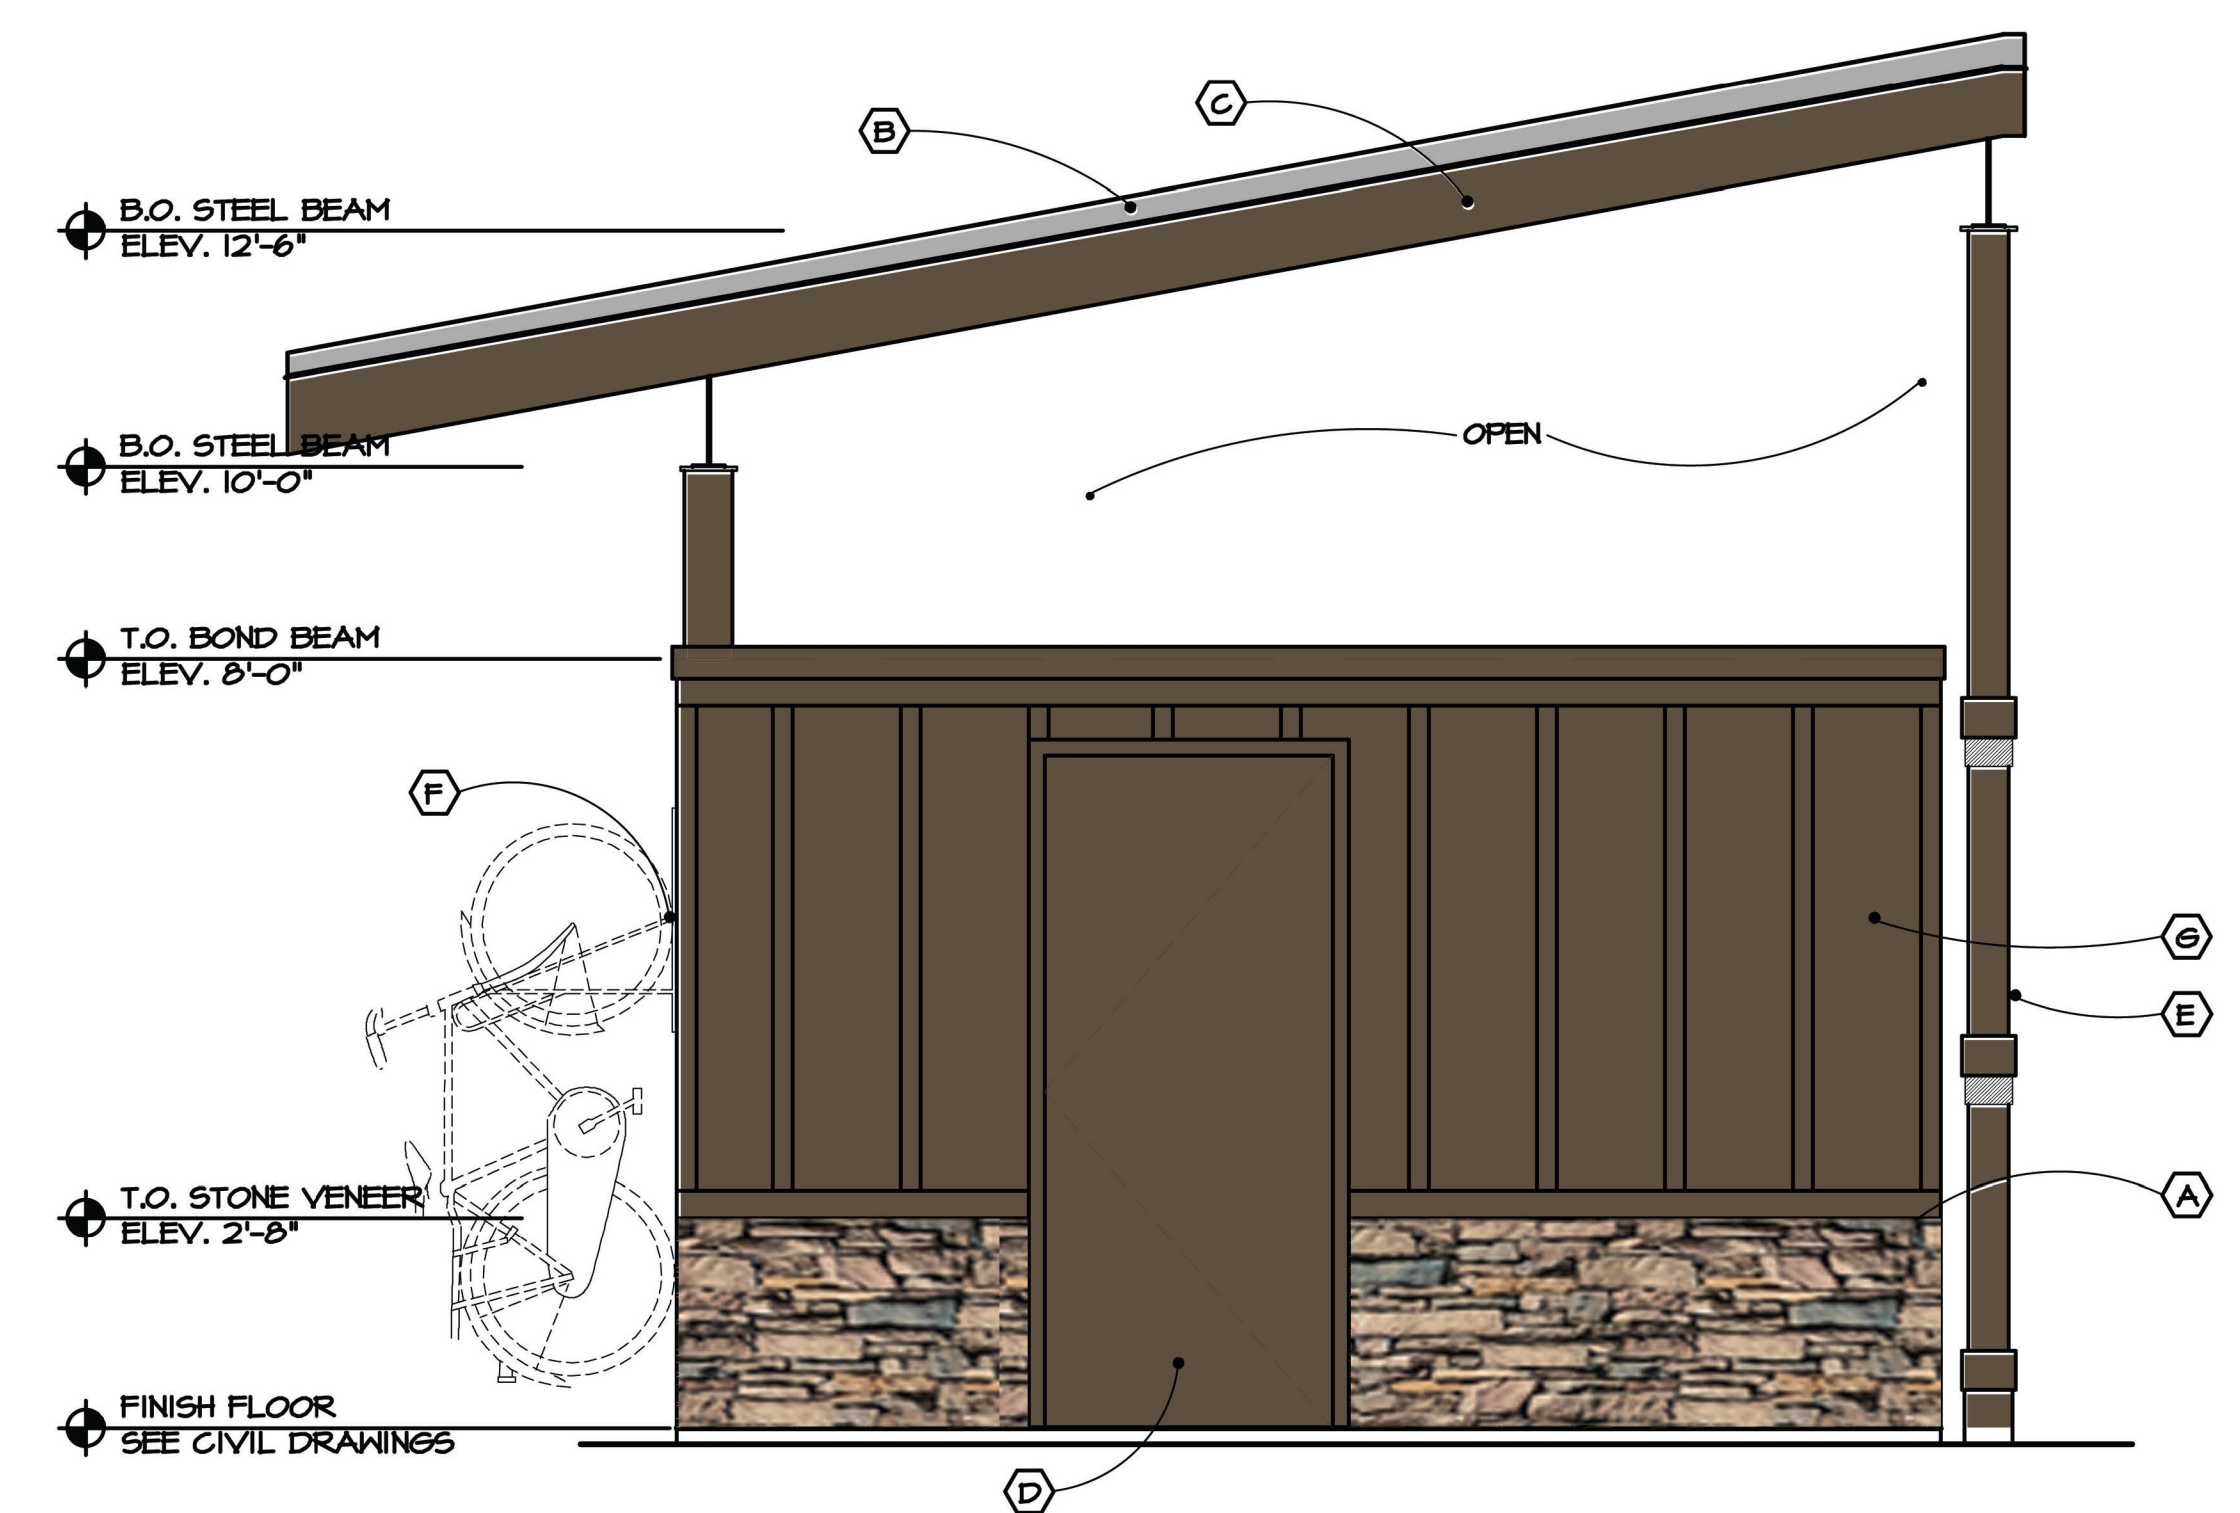 B
C
B.O. STEEL BEAM
ELEV. 12'-6"
B.O. STEEL BEAM
ELEV. 10'-0"
OPEN
T.O. BOND BEAM
ELEV. 8'-0"
F
G
E
T.O. STONE VENEER
ELEV. 2'-8"
A
FINISH FLOOR
SEE CIVIL DRAWINGS
D